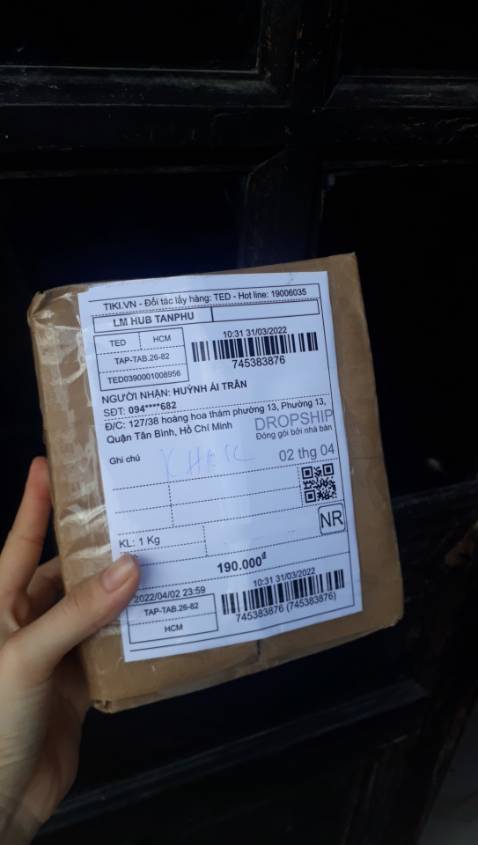 TIKI.VN - Đối tác lấy hàng: TED - Hot line: 19006035
LM HUB TANPHU
TED HCM
TAP-TAB.26-82
TED0390001008956
10:31 31/03/2022
745383876
NGƯỜI NHẬN: HUỲNH ÁI TRÂN
SĐT: 094****682
Đ/C: 127/38 hoàng hoa thám phường 13, Phường 13,
Quận Tân Bình, Hồ Chí Minh
DROPSHIP
Đóng gói bởi nhà bán
Ghi chú
02 thg 04
KL: 1 Kg
NR
190.000đ
2022/04/02 23:59
TAP-TAB.26-82
HCM
10:31 31/03/2022
745383876 (745383876)